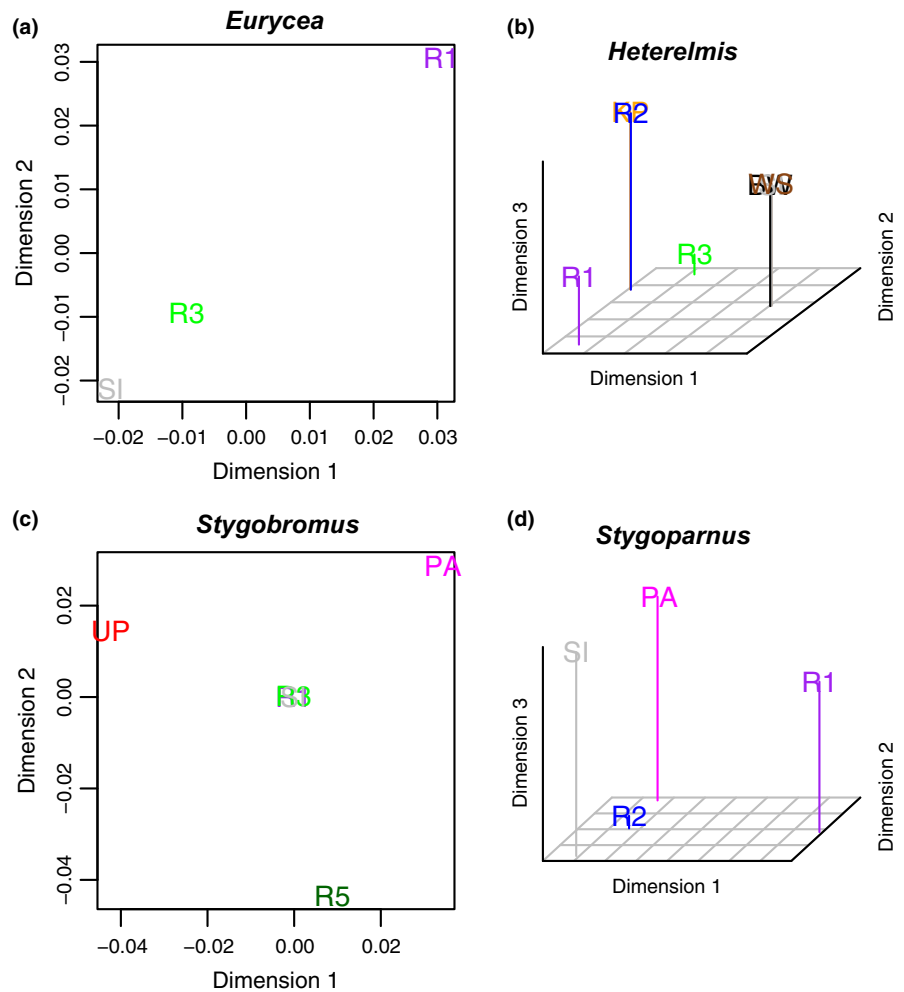 (a)
Eurycea
Dimension 2
0.03
0.02
0.01
0.00
−0.01
−0.02
R1
R3
SI
−0.02 −0.01 0.00 0.01 0.02 0.03
Dimension 1
(b)
Heterelmis
Dimension 3
R2
WS
R3
R1
Dimension 2
Dimension 1
(c)
Stygobromus
Dimension 2
0.02
0.00
−0.02
−0.04
PA
UP
R3
R5
−0.04 −0.02 0.00 0.02
Dimension 1
(d)
Stygoparnus
Dimension 3
PA
SI
R1
R2
Dimension 2
Dimension 1